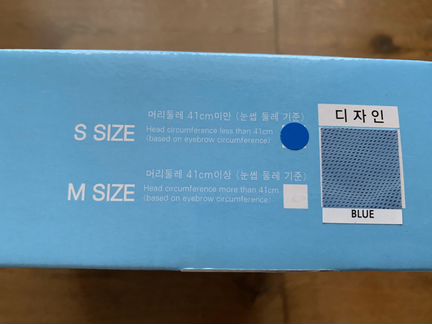 머리둘레 41cm미만 (눈썹 둘레 기준)
S SIZE
Head circumference less than 41cm
(based on eyebrow circumference)
머리둘레 41cm이상 (눈썹 둘레 기준)
M SIZE
Head circumference more than 41cm
(based on eyebrow circumference)
디자인
BLUE